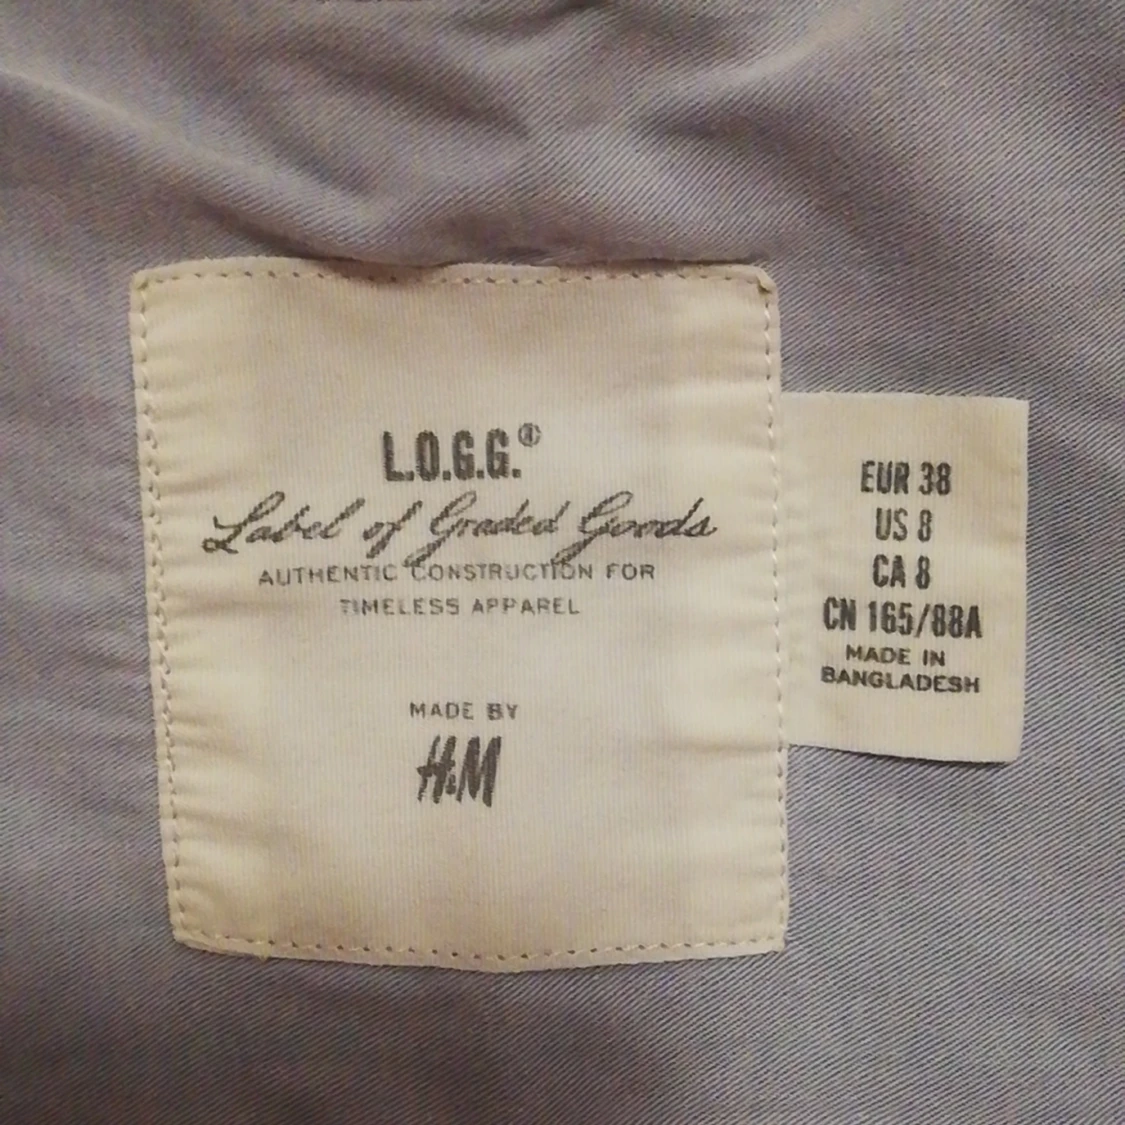 L.O.G.G.®
Label of Graded Goods
AUTHENTIC CONSTRUCTION FOR
TIMELESS APPAREL
MADE BY
H&M
EUR 38
US 8
CA 8
CN 165/88A
MADE IN
BANGLADESH